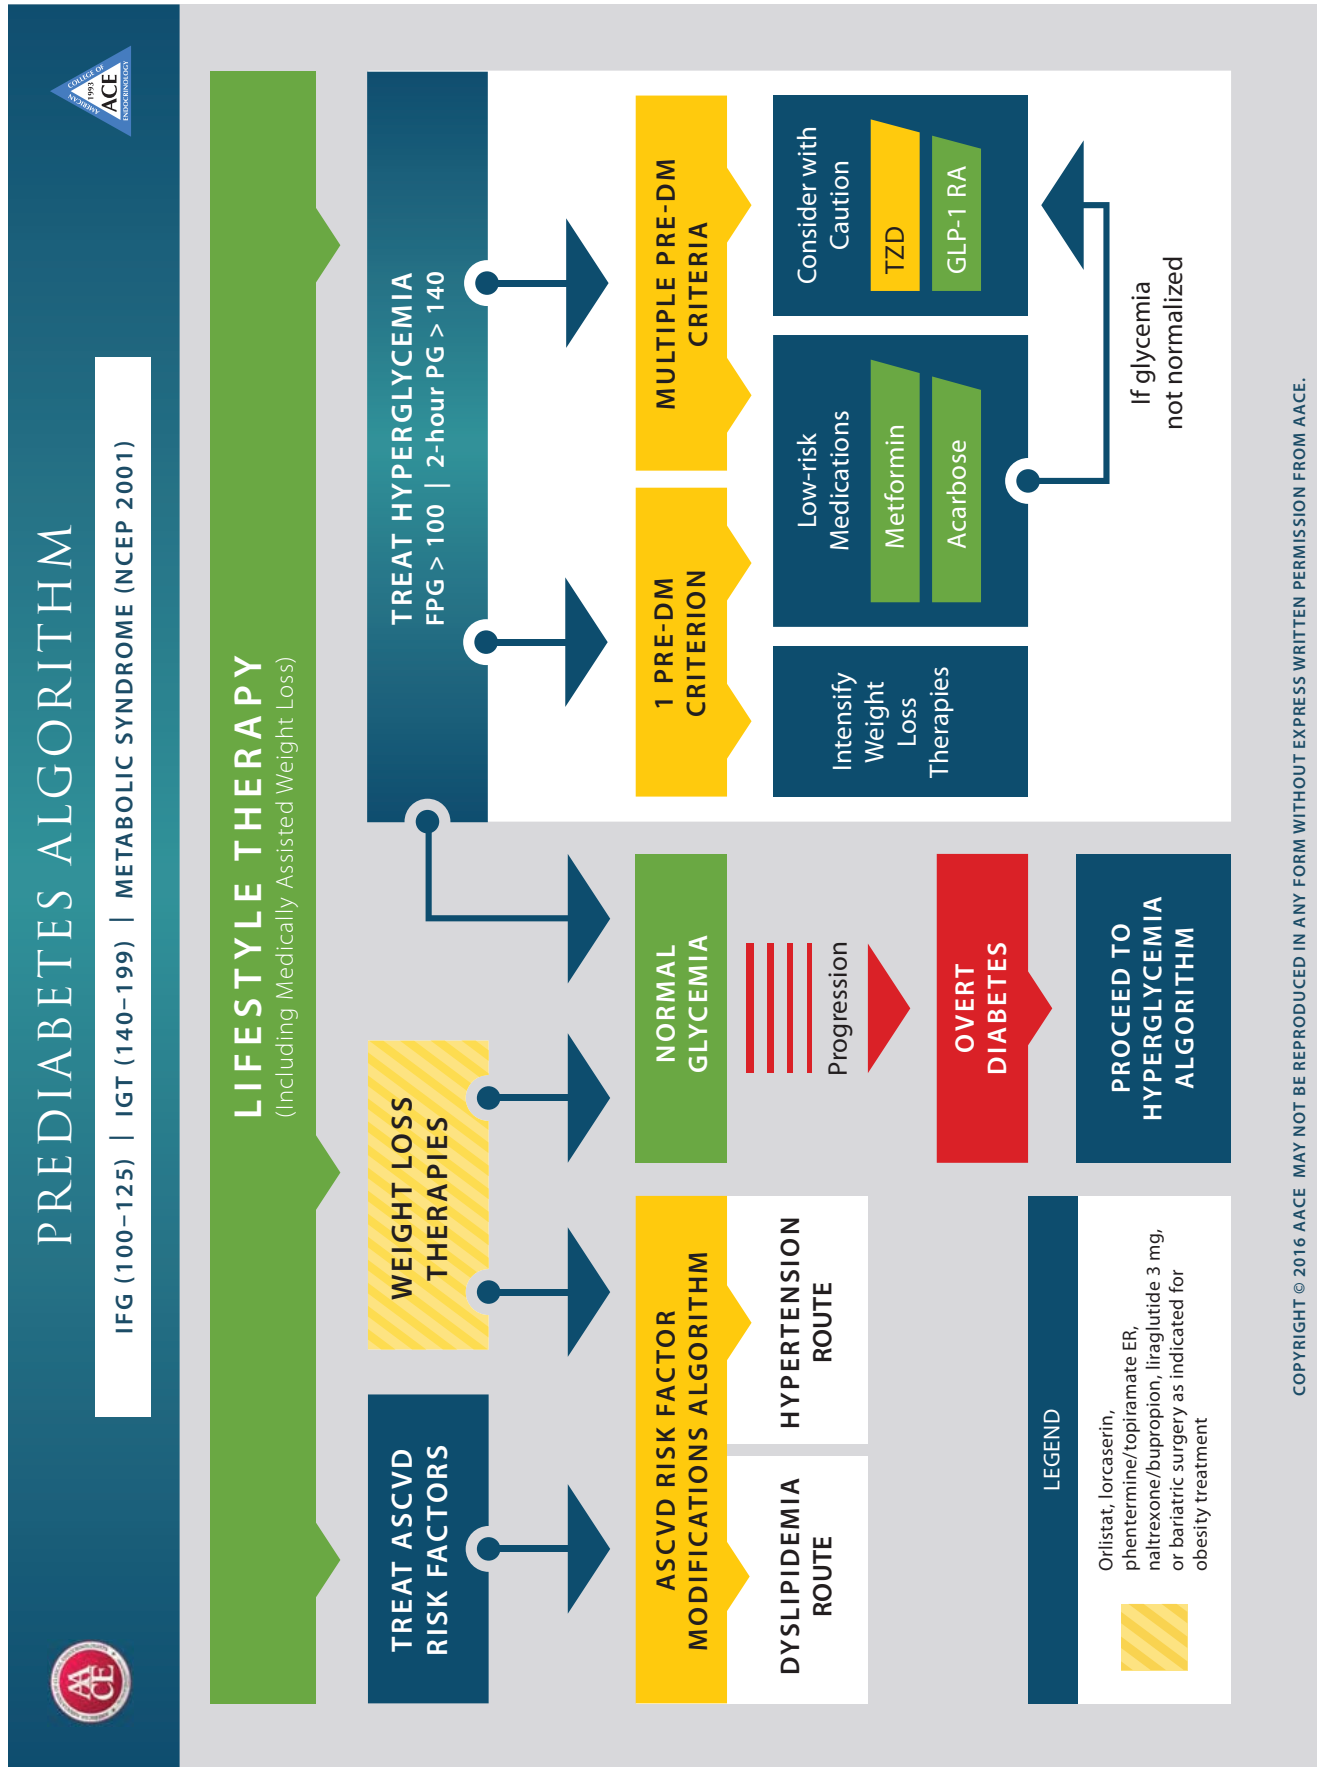 PREDIABETES ALGORITHM
IFG (100–125) | IGT (140–199) | METABOLIC SYNDROME (NCEP 2001)
AACE
AMERICAN COLLEGE OF
1993
ACE
ENDOCRINOLOGY
LIFESTYLE THERAPY
(Including Medically Assisted Weight Loss)
TREAT ASCVD
RISK FACTORS
WEIGHT LOSS
THERAPIES
TREAT HYPERGLYCEMIA
FPG > 100 | 2-hour PG > 140
ASCVD RISK FACTOR
MODIFICATIONS ALGORITHM
DYSLIPIDEMIA
ROUTE
HYPERTENSION
ROUTE
NORMAL
GLYCEMIA
Progression
OVERT
DIABETES
PROCEED TO
HYPERGLYCEMIA
ALGORITHM
1 PRE-DM
CRITERION
MULTIPLE PRE-DM
CRITERIA
Intensify
Weight
Loss
Therapies
Low-risk
Medications
Metformin
Acarbose
Consider with
Caution
TZD
GLP-1 RA
If glycemia
not normalized
LEGEND
Orlistat, lorcaserin,
phentermine/topiramate ER,
naltrexone/bupropion, liraglutide 3 mg,
or bariatric surgery as indicated for
obesity treatment
COPYRIGHT © 2016 AACE MAY NOT BE REPRODUCED IN ANY FORM WITHOUT EXPRESS WRITTEN PERMISSION FROM AACE.